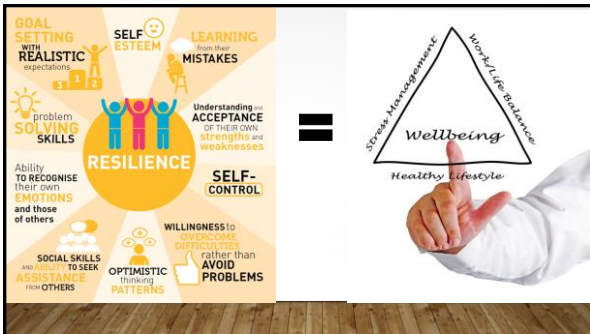 GOAL
SETTING
WITH REALISTIC
expectations
3 1 2
SELF
ESTEEM
LEARNING
from their
MISTAKES
problem
SOLVING
SKILLS
Understanding and
ACCEPTANCE
OF THEIR OWN
strengths and
weaknesses
RESILIENCE
Ability
TO RECOGNISE
their own
EMOTIONS
and those
of others
SELF-
CONTROL
SOCIAL SKILLS
AND ABILITY TO SEEK
ASSISTANCE
FROM OTHERS
OPTIMISTIC
thinking
PATTERNS
WILLINGNESS to
OVERCOME
DIFFICULTIES
rather than
AVOID
PROBLEMS
=
Stress Management
Work/Life Balance
Wellbeing
Healthy Lifestyle